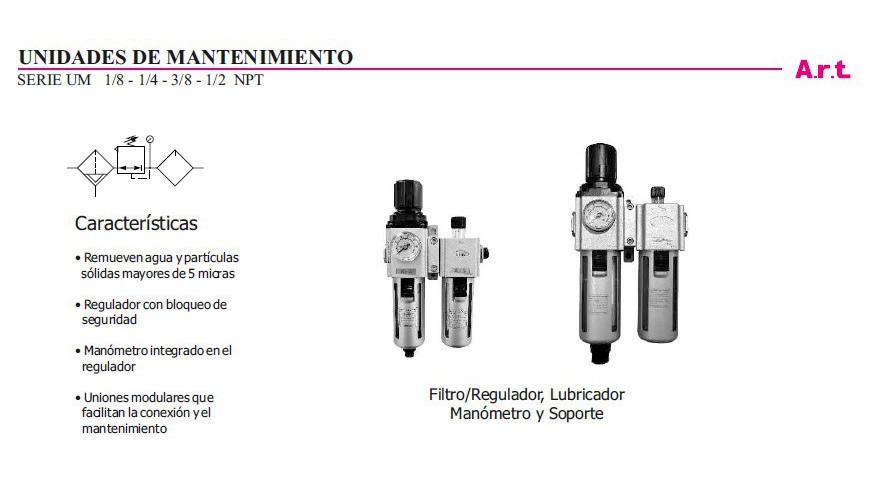 UNIDADES DE MANTENIMIENTO
SERIE UM 1/8 - 1/4 - 3/8 - 1/2 NPT
A.r.t.
Características
• Remueven agua y partículas
sólidas mayores de 5 micras
• Regulador con bloqueo de
seguridad
• Manómetro integrado en el
regulador
• Uniones modulares que
facilitan la conexión y el
mantenimiento
Filtro/Regulador, Lubricador
Manómetro y Soporte